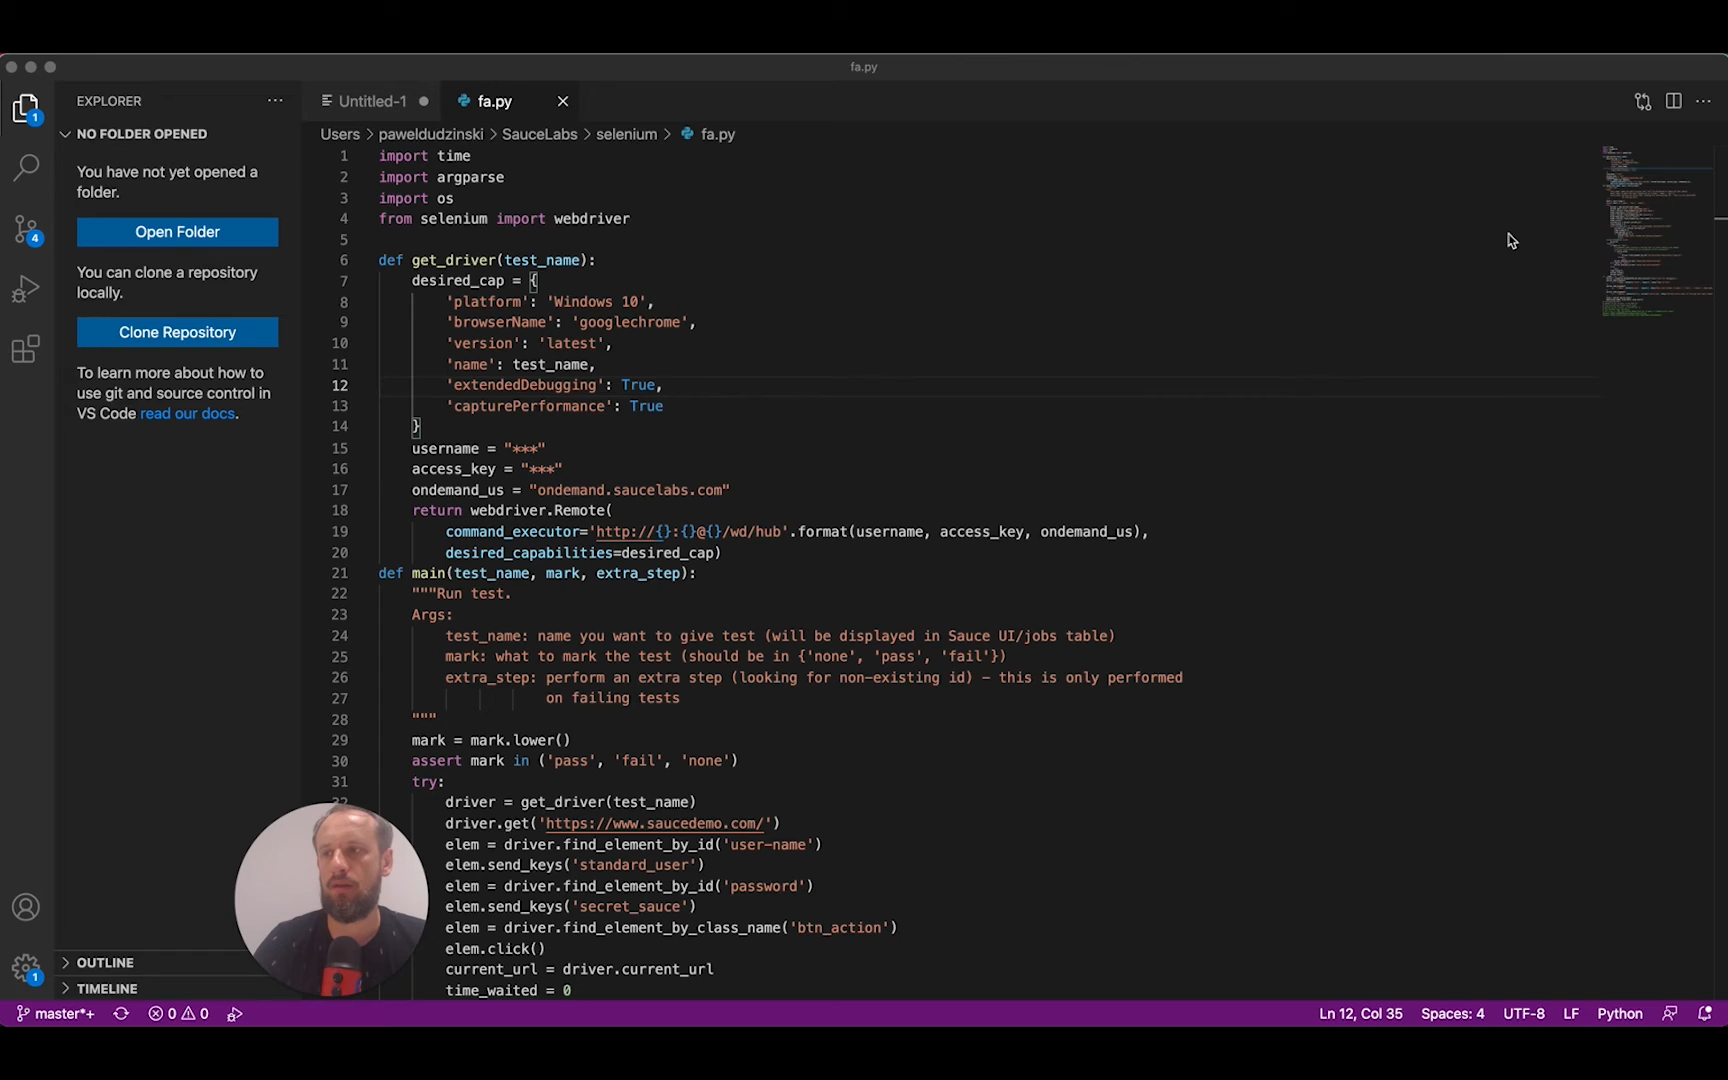 fa.py
EXPLORER
···
Untitled-1
fa.py
NO FOLDER OPENED
Users > paweldudzinski > SauceLabs > selenium > fa.py
You have not yet opened a
folder.
Open Folder
You can clone a repository
locally.
Clone Repository
To learn more about how to
use git and source control in
VS Code read our docs.
1
4
1
1 import time
2 import argparse
3 import os
4 from selenium import webdriver
5
6 def get_driver(test_name):
7 desired_cap = {
8 'platform': 'Windows 10',
9 'browserName': 'googlechrome',
10 'version': 'latest',
11 'name': test_name,
12 'extendedDebugging': True,
13 'capturePerformance': True
14 }
15 username = "***"
16 access_key = "***"
17 ondemand_us = "ondemand.saucelabs.com"
18 return webdriver.Remote(
19 command_executor='http://{}:{}@{}/wd/hub'.format(username, access_key, ondemand_us),
20 desired_capabilities=desired_cap)
21 def main(test_name, mark, extra_step):
22 """Run test.
23 Args:
24 test_name: name you want to give test (will be displayed in Sauce UI/jobs table)
25 mark: what to mark the test (should be in {'none', 'pass', 'fail'})
26 extra_step: perform an extra step (looking for non-existing id) - this is only performed
27 on failing tests
28 """
29 mark = mark.lower()
30 assert mark in ('pass', 'fail', 'none')
31 try:
driver = get_driver(test_name)
driver.get('https://www.saucedemo.com/')
elem = driver.find_element_by_id('user-name')
elem.send_keys('standard_user')
elem = driver.find_element_by_id('password')
elem.send_keys('secret_sauce')
elem = driver.find_element_by_class_name('btn_action')
elem.click()
current_url = driver.current_url
time_waited = 0
OUTLINE
TIMELINE
master*+
0 0
Ln 12, Col 35
Spaces: 4
UTF-8
LF
Python